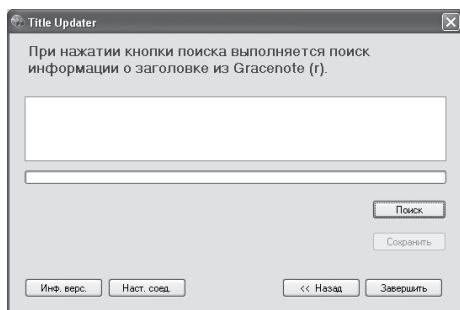 Title Updater
При нажатии кнопки поиска выполняется поиск
информации о заголовке из Gracenote (r).
Поиск
Сохранить
Инф. верс. Наст. соед. << Назад Завершить